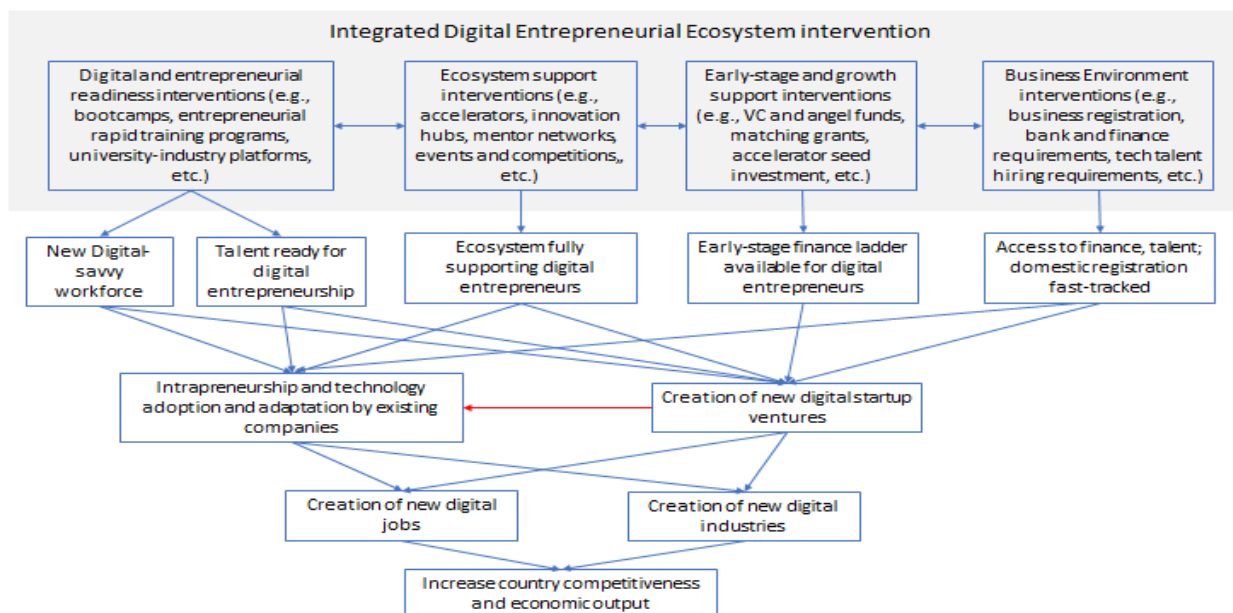 Integrated Digital Entrepreneurial Ecosystem intervention
Digital and entrepreneurial
readiness interventions (e.g.,
bootcamps, entrepreneurial
rapid training programs,
university-industry platforms,
etc.)
Ecosystem support
interventions (e.g.,
accelerators, innovation
hubs, mentor networks,
events and competitions,,
etc.)
Early-stage and growth
support interventions
(e.g., VC and angel funds,
matching grants,
accelerator seed
investment, etc.)
Business Environment
interventions (e.g.,
business registration,
bank and finance
requirements, tech talent
hiring requirements, etc.)
New Digital-
savvy
workforce
Talent ready for
digital
entrepreneurship
Ecosystem fully
supporting digital
entrepreneurs
Early-stage finance ladder
available for digital
entrepreneurs
Access to finance, talent;
domestic registration
fast-tracked
Intrapreneurship and technology
adoption and adaptation by existing
companies
Creation of new digital startup
ventures
Creation of new digital
jobs
Creation of new digital
industries
Increase country competitiveness
and economic output